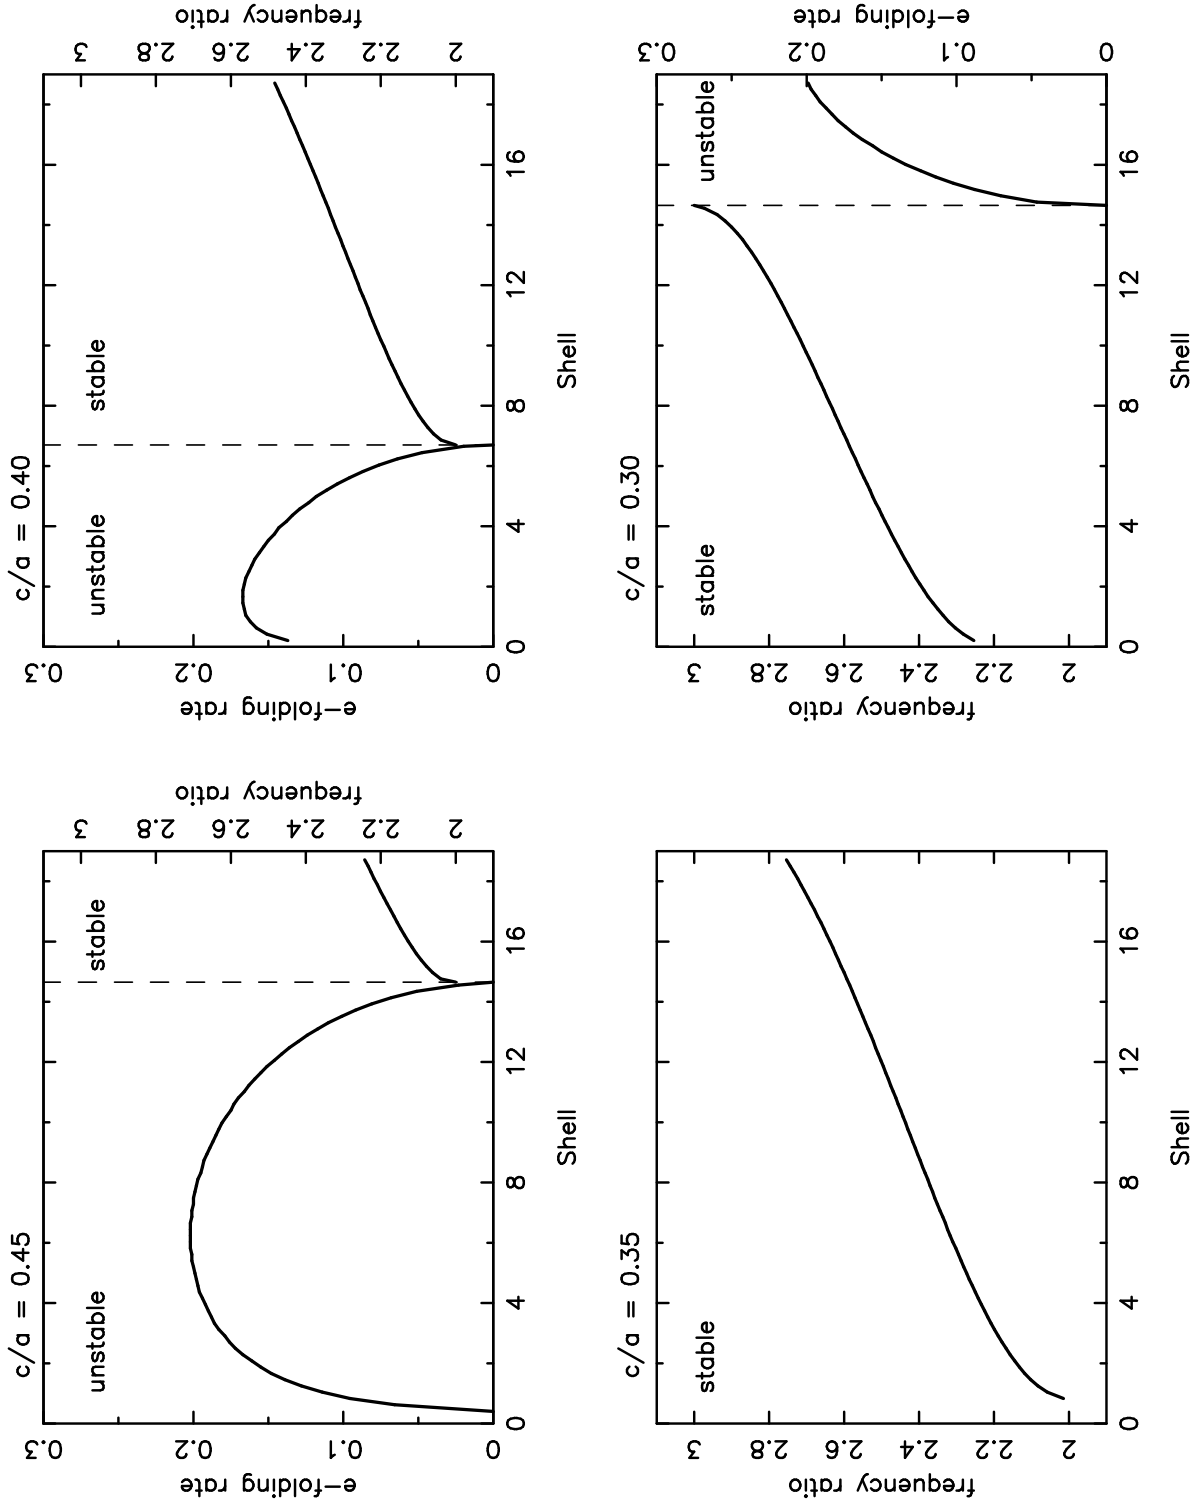 c/a = 0.45
e-folding rate
0.3
0.2
0.1
0
unstable
stable
3
2.8
2.6
2.4
2.2
2
frequency ratio
0 4 8 12 16
Shell
c/a = 0.40
e-folding rate
0.3
0.2
0.1
0
unstable
stable
3
2.8
2.6
2.4
2.2
2
frequency ratio
0 4 8 12 16
Shell
c/a = 0.35
frequency ratio
3
2.8
2.6
2.4
2.2
2
stable
0 4 8 12 16
Shell
c/a = 0.30
frequency ratio
3
2.8
2.6
2.4
2.2
2
stable
unstable
0.3
0.2
0.1
0
e-folding rate
0 4 8 12 16
Shell